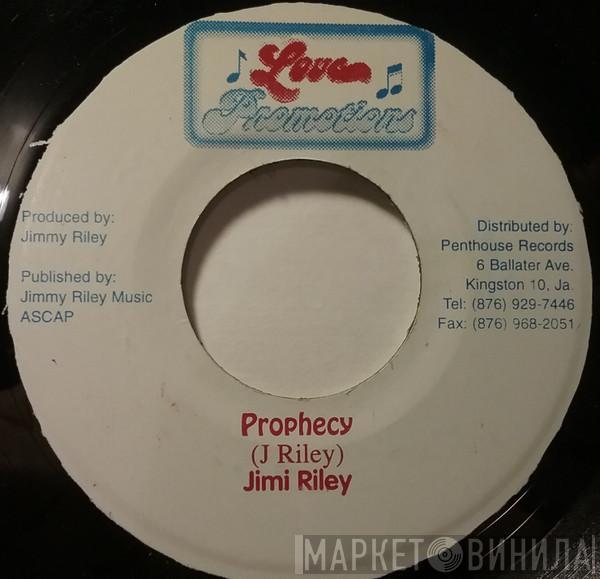 Love
Promotions
Produced by:
Jimmy Riley
Published by:
Jimmy Riley Music
ASCAP
Distributed by:
Penthouse Records
6 Ballater Ave.
Kingston 10, Ja.
Tel: (876) 929-7446
Fax: (876) 968-2051
Prophecy
(J Riley)
Jimi Riley
МАРКЕТ ВИНИЛА